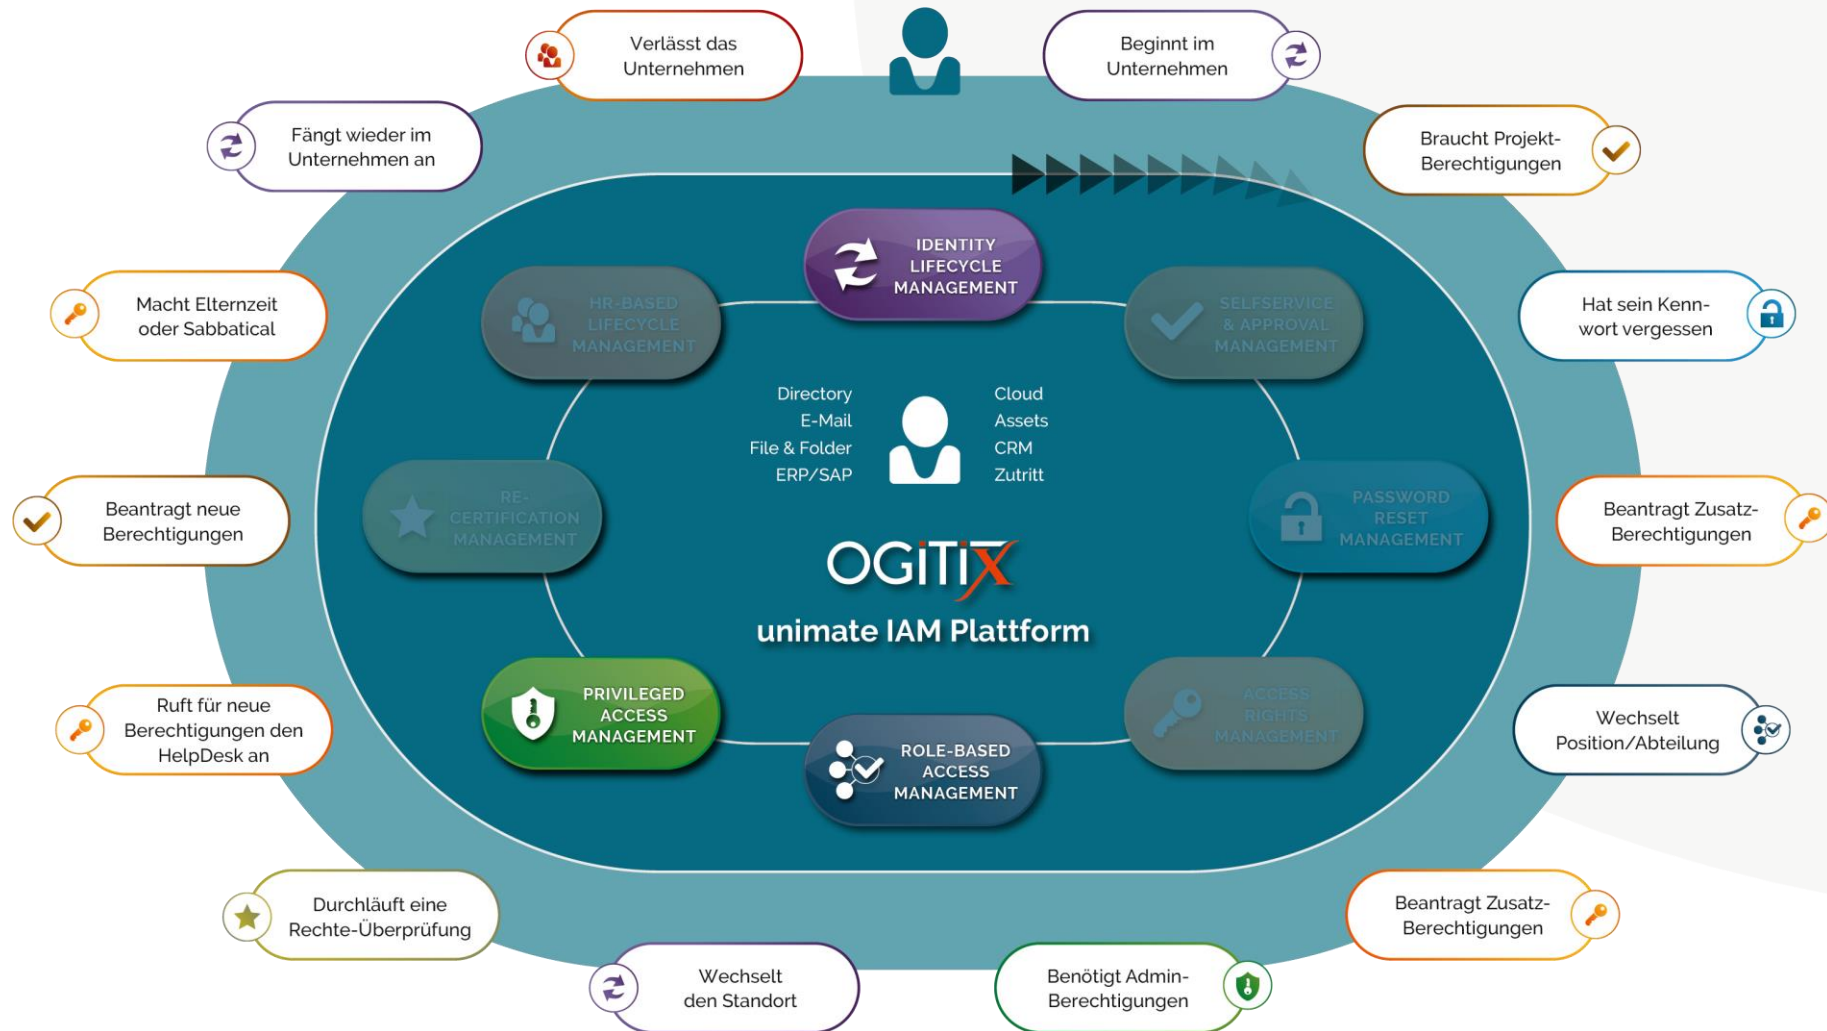 Verlässt das
Unternehmen
Beginnt im
Unternehmen
Fängt wieder im
Unternehmen an
Braucht Projekt-
Berechtigungen
Macht Elternzeit
oder Sabbatical
Hat sein Kenn-
wort vergessen
Beantragt neue
Berechtigungen
Beantragt Zusatz-
Berechtigungen
Ruft für neue
Berechtigungen den
HelpDesk an
Wechselt
Position/Abteilung
Durchläuft eine
Rechte-Überprüfung
Beantragt Zusatz-
Berechtigungen
Wechselt
den Standort
Benötigt Admin-
Berechtigungen
IDENTITY
LIFECYCLE
MANAGEMENT
HR-BASED
LIFECYCLE
MANAGEMENT
SELFSERVICE
& APPROVAL
MANAGEMENT
RE-
CERTIFICATION
MANAGEMENT
PASSWORD
RESET
MANAGEMENT
PRIVILEGED
ACCESS
MANAGEMENT
ROLE-BASED
ACCESS
MANAGEMENT
ACCESS
RIGHTS
MANAGEMENT
Directory
E-Mail
File & Folder
ERP/SAP
Cloud
Assets
CRM
Zutritt
OGiTiX
unimate IAM Plattform